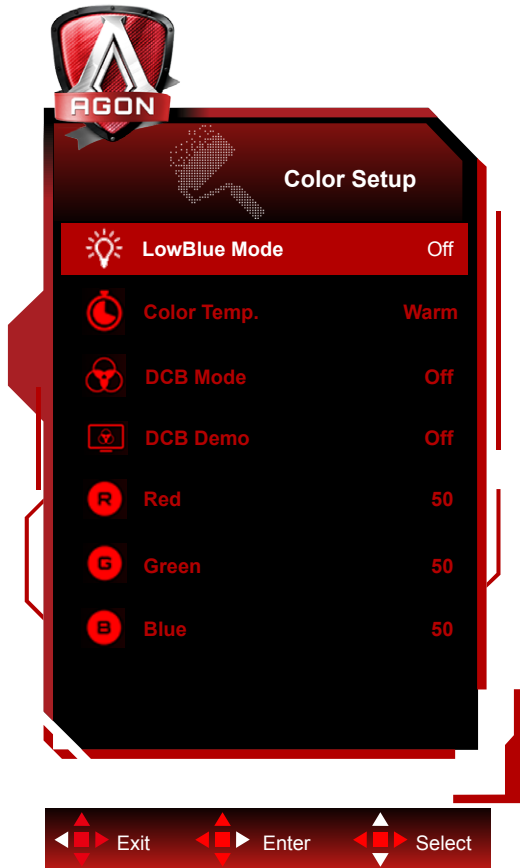 AGON
Color Setup
LowBlue Mode Off
Color Temp. Warm
DCB Mode Off
DCB Demo Off
R Red 50
G Green 50
B Blue 50
Exit Enter Select